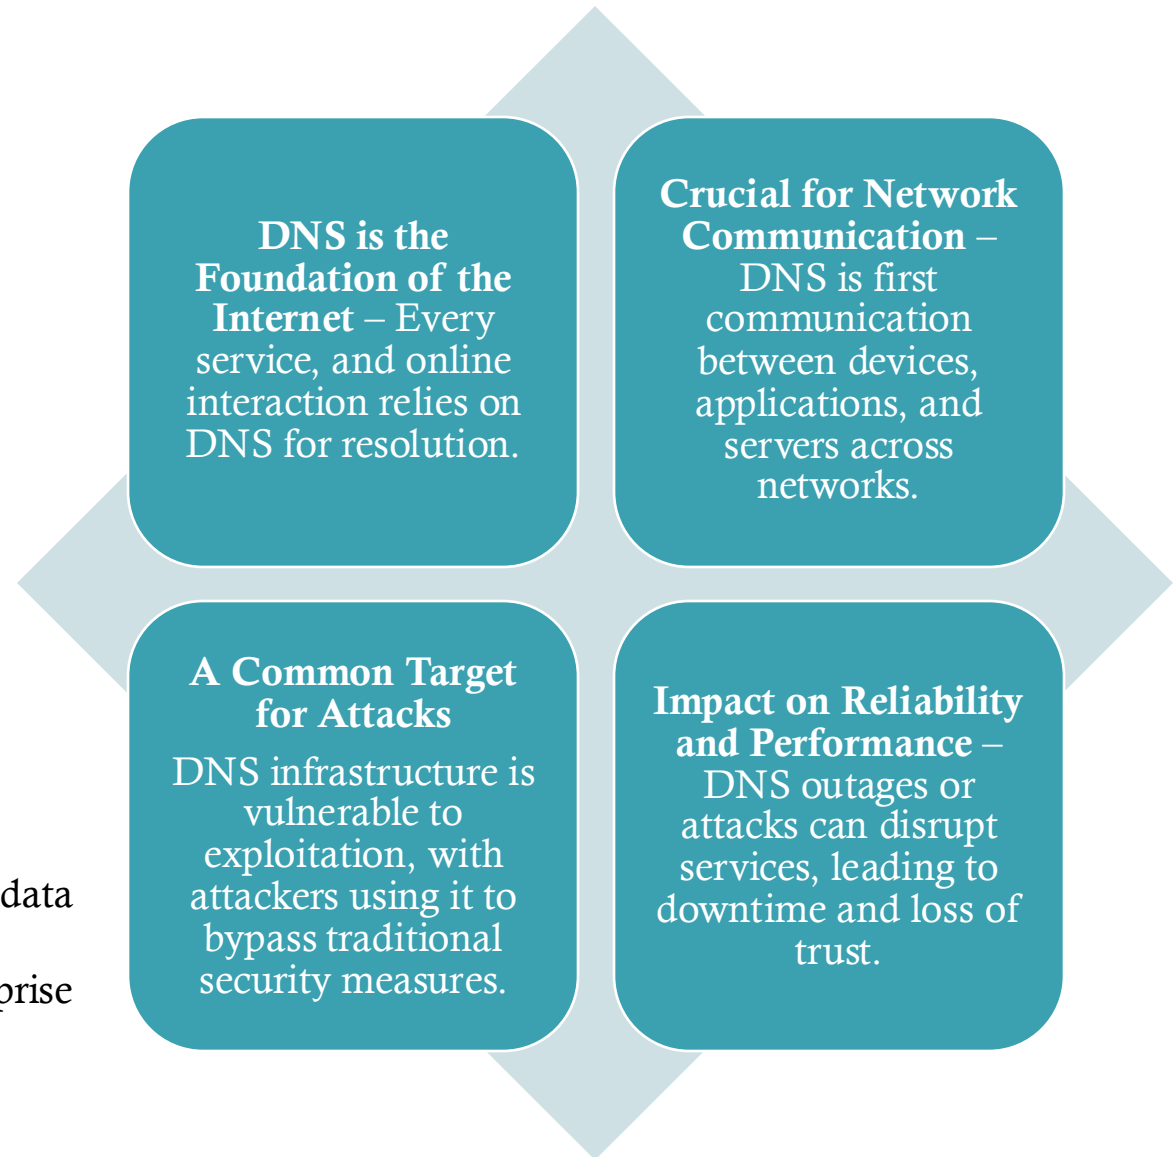 DNS is the
Foundation of the
Internet – Every
service, and online
interaction relies on
DNS for resolution.
Crucial for Network
Communication –
DNS is first
communication
between devices,
applications, and
servers across
networks.
A Common Target
for Attacks
DNS infrastructure is
vulnerable to
exploitation, with
attackers using it to
bypass traditional
security measures.
Impact on Reliability
and Performance –
DNS outages or
attacks can disrupt
services, leading to
downtime and loss of
trust.
data